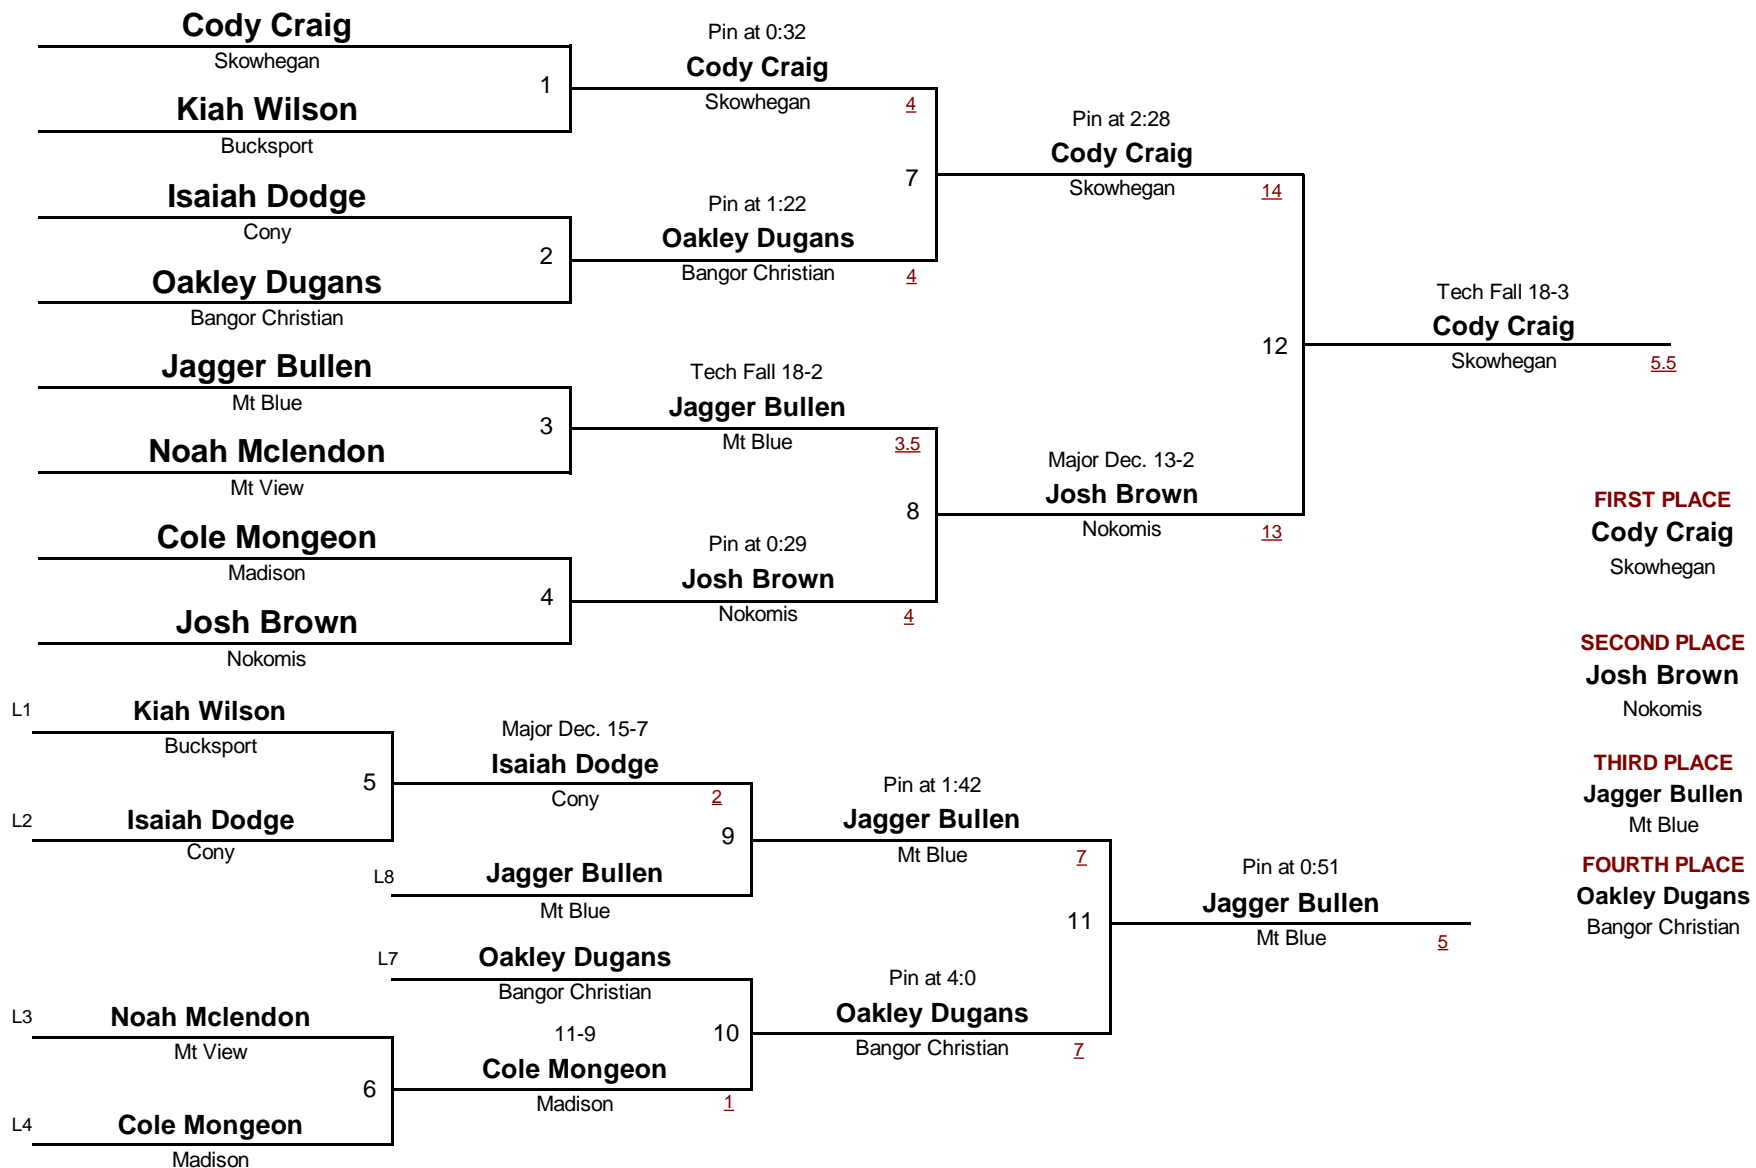 Cody Craig
Skowhegan
1
Kiah Wilson
Bucksport
Isaiah Dodge
Cony
2
Oakley Dugans
Bangor Christian
Jagger Bullen
Mt Blue
3
Noah Mclendon
Mt View
Cole Mongeon
Madison
4
Josh Brown
Nokomis
Pin at 0:32
Cody Craig
Skowhegan
4
7
Pin at 1:22
Oakley Dugans
Bangor Christian
4
Tech Fall 18-2
Jagger Bullen
Mt Blue
3.5
8
Pin at 0:29
Josh Brown
Nokomis
4
Pin at 2:28
Cody Craig
Skowhegan
14
12
Major Dec. 13-2
Josh Brown
Nokomis
13
Tech Fall 18-3
Cody Craig
Skowhegan
5.5
FIRST PLACE
Cody Craig
Skowhegan
SECOND PLACE
Josh Brown
Nokomis
THIRD PLACE
Jagger Bullen
Mt Blue
FOURTH PLACE
Oakley Dugans
Bangor Christian
L1
Kiah Wilson
Bucksport
5
L2
Isaiah Dodge
Cony
L3
Noah Mclendon
Mt View
6
L4
Cole Mongeon
Madison
Major Dec. 15-7
Isaiah Dodge
Cony
2
9
L8
Jagger Bullen
Mt Blue
L7
Oakley Dugans
Bangor Christian
10
11-9
Cole Mongeon
Madison
1
Pin at 1:42
Jagger Bullen
Mt Blue
7
11
Pin at 4:0
Oakley Dugans
Bangor Christian
7
Pin at 0:51
Jagger Bullen
Mt Blue
5